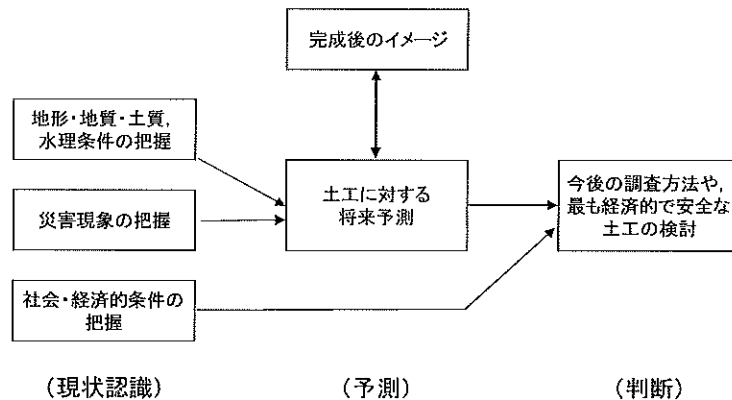 完成後のイメージ
地形・地質・土質,
水理条件の把握
災害現象の把握
社会・経済的条件の
把握
土工に対する
将来予測
今後の調査方法や,
最も経済的で安全な
土工の検討
(現状認識)
(予測)
(判断)